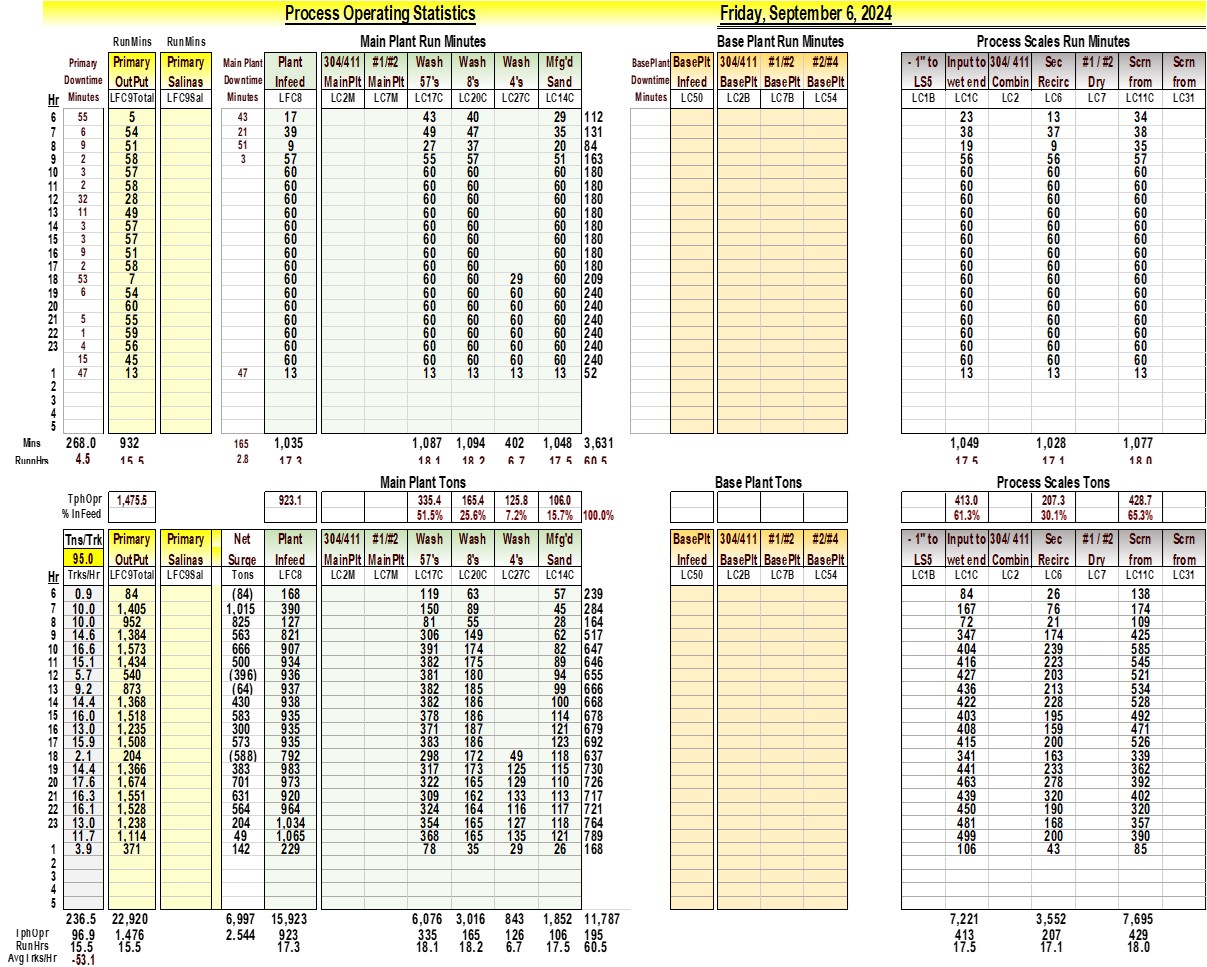 Process Operating Statistics Friday, September 6, 2024
RunMins RunMins Main Plant Run Minutes Base Plant Run Minutes Process Scales Run Minutes
Primary Primary Primary Main Plant Plant 304/411 #1/#2 Wash Wash Wash Mfg'd BasePlant BasePlt 304/411 #1/#2 #2/#4 - 1" to Input to 304/ 411 Sec #1 / #2 Scrn Scrn
Downtime OutPut Salinas Downtime Infeed MainPlt MainPlt 57's 8's 4's Sand Downtime Infeed BasePlt BasePlt BasePlt LS5 wet end Combin Recirc Dry from from
Hr Minutes LFC9Total LFC9Sal Minutes LFC8 LC2M LC7M LC17C LC20C LC27C LC14C Minutes LC50 LC2B LC7B LC54 LC1B LC1C LC2 LC6 LC7 LC11C LC31
6 55 5 43 17 43 40 29 112 23 13 34
7 6 54 21 39 49 47 35 131 38 37 38
8 9 51 51 9 27 37 20 84 19 9 35
9 2 58 3 57 55 57 51 163 56 56 57
10 3 57 60 60 60 60 180 60 60 60
11 2 58 60 60 60 60 180 60 60 60
12 32 28 60 60 60 60 180 60 60 60
13 11 49 60 60 60 60 180 60 60 60
14 3 57 60 60 60 60 180 60 60 60
15 3 57 60 60 60 60 180 60 60 60
16 9 51 60 60 60 60 180 60 60 60
17 2 58 60 60 60 60 180 60 60 60
18 53 7 60 60 60 29 60 209 60 60 60
19 6 54 60 60 60 60 60 240 60 60 60
20 60 60 60 60 60 60 240 60 60 60
21 5 55 60 60 60 60 60 240 60 60 60
22 1 59 60 60 60 60 60 240 60 60 60
23 4 56 60 60 60 60 60 240 60 60 60
15 45 60 60 60 60 60 240 60 60 60
1 47 13 47 13 13 13 13 13 52 13 13 13
2
3
4
5
Mins 268.0 932 165 1,035 1,087 1,094 402 1,048 3,631 1,049 1,028 1,077
RunnHrs 4.5 15.5 2.8 17.3 18.1 18.2 6.7 17.5 60.5 17.5 17.1 18.0
Main Plant Tons Base Plant Tons Process Scales Tons
TphOpr 1,475.5 923.1 335.4 165.4 125.8 106.0 413.0 207.3 428.7
% InFeed 51.5% 25.6% 7.2% 15.7% 100.0% 61.3% 30.1% 65.3%
Tns/Trk Primary Primary Net Plant 304/411 #1/#2 Wash Wash Wash Mfg'd BasePlt 304/411 #1/#2 #2/#4 - 1" to Input to 304/ 411 Sec #1 / #2 Scrn Scrn
95.0 OutPut Salinas Surge Infeed MainPlt MainPlt 57's 8's 4's Sand Infeed BasePlt BasePlt BasePlt LS5 wet end Combin Recirc Dry from from
Hr Trks/Hr LFC9Total LFC9Sal Tons LFC8 LC2M LC7M LC17C LC20C LC27C LC14C LC50 LC2B LC7B LC54 LC1B LC1C LC2 LC6 LC7 LC11C LC31
6 0.9 84 (84) 168 119 63 57 239 84 26 138
7 10.0 1,405 1,015 390 150 89 45 284 167 76 174
8 10.0 952 825 127 81 55 28 164 72 21 109
9 14.6 1,384 563 821 306 149 62 517 347 174 425
10 16.6 1,573 666 907 391 174 82 647 404 239 585
11 15.1 1,434 500 934 382 175 89 646 416 223 545
12 5.7 540 (396) 936 381 180 94 655 427 203 521
13 9.2 873 (64) 937 382 185 99 666 436 213 534
14 14.4 1,368 430 938 382 186 100 668 422 228 528
15 16.0 1,518 583 935 378 186 114 678 403 195 492
16 13.0 1,235 300 935 371 187 121 679 408 159 471
17 15.9 1,508 573 935 383 186 123 692 415 200 526
18 2.1 204 (588) 792 298 172 49 118 637 341 163 339
19 14.4 1,366 383 983 317 173 125 115 730 441 233 362
20 17.6 1,674 701 973 322 165 129 110 726 463 278 392
21 16.3 1,551 631 920 309 162 133 113 717 439 320 402
22 16.1 1,528 564 964 324 164 116 117 721 450 190 320
23 13.0 1,238 204 1,034 354 165 127 118 764 481 168 357
11.7 1,114 49 1,065 368 165 135 121 789 499 200 390
1 3.9 371 142 229 78 35 29 26 168 106 43 85
2
3
4
5
236.5 22,920 6,997 15,923 6,076 3,016 843 1,852 11,787 7,221 3,552 7,695
TphOpr 96.9 1,476 2,544 923 335 165 126 106 195 413 207 429
RunHrs 15.5 15.5 17.3 18.1 18.2 6.7 17.5 60.5 17.5 17.1 18.0
AvgTrks/Hr -53.1